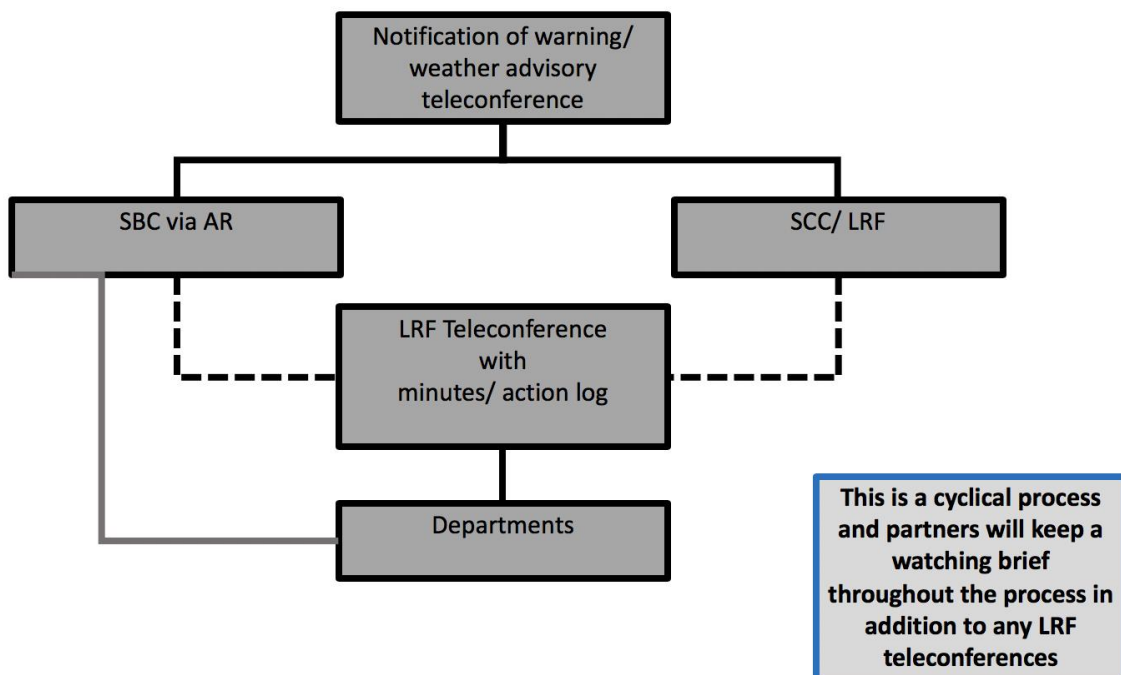 Notification of warning/
weather advisory
teleconference
SBC via AR
SCC/ LRF
LRF Teleconference
with
minutes/ action log
Departments
This is a cyclical process
and partners will keep a
watching brief
throughout the process in
addition to any LRF
teleconferences